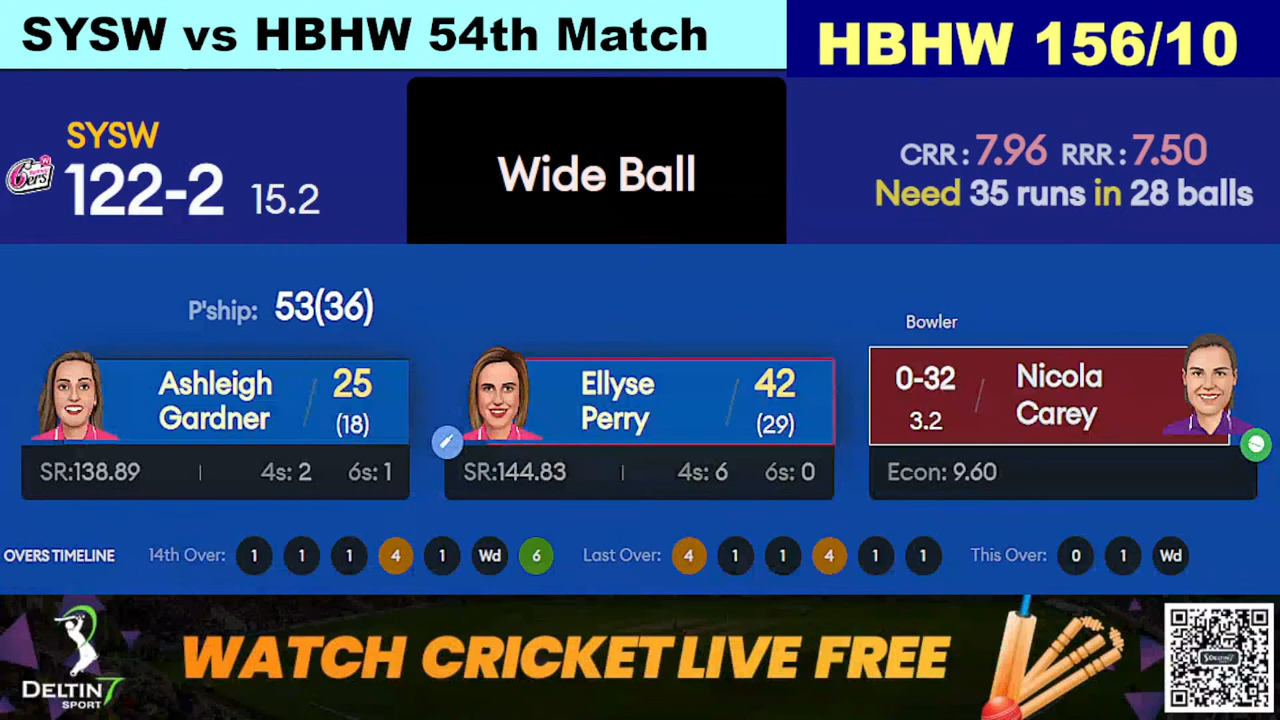 SYSW vs HBHW 54th Match
HBHW 156/10
SYSW
6ers
122-2 15.2
Wide Ball
CRR : 7.96 RRR : 7.50
Need 35 runs in 28 balls
P'ship: 53(36)
Bowler
Ashleigh Gardner / 25 (18)
SR:138.89 | 4s: 2 6s: 1
Ellyse Perry / 42 (29)
SR:144.83 | 4s: 6 6s: 0
0-32 3.2 / Nicola Carey
Econ: 9.60
OVERS TIMELINE 14th Over: 1 1 1 4 1 Wd 6 Last Over: 4 1 1 4 1 1 This Over: 0 1 Wd
DELTIN7
SPORT
WATCH CRICKET LIVE FREE